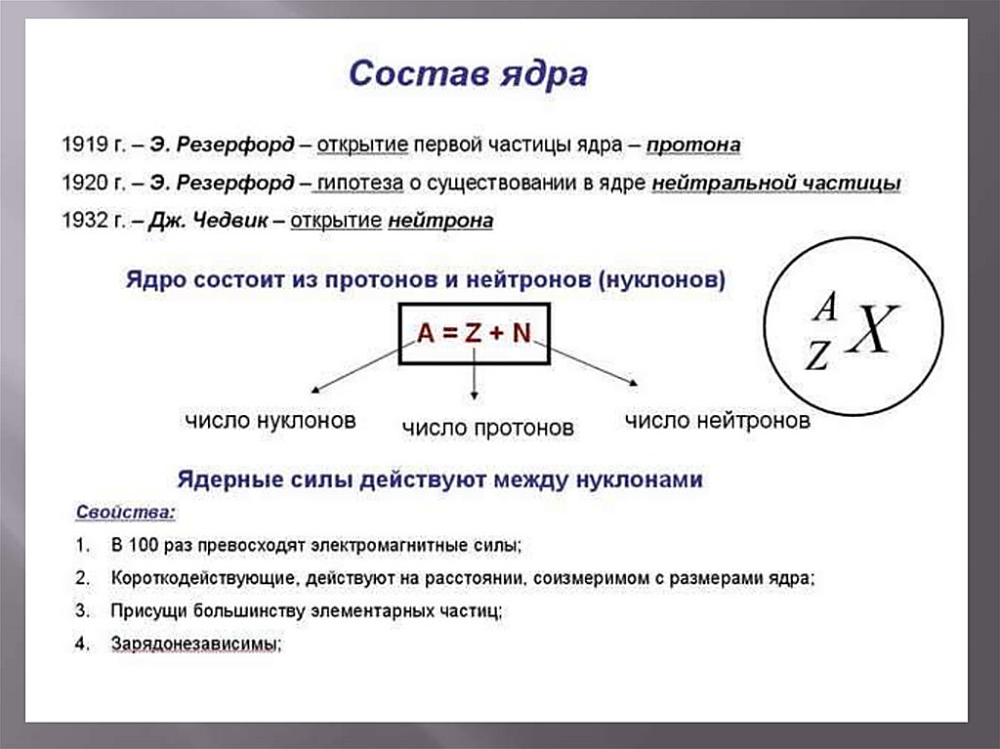 Состав ядра
1919 г. – Э. Резерфорд – открытие первой частицы ядра – протона
1920 г. – Э. Резерфорд – гипотеза о существовании в ядре нейтральной частицы
1932 г. – Дж. Чедвик – открытие нейтрона
Ядро состоит из протонов и нейтронов (нуклонов)
A = Z + N
A
Z X
число нуклонов
число протонов
число нейтронов
Ядерные силы действуют между нуклонами
Свойства:
1. В 100 раз превосходят электромагнитные силы;
2. Короткодействующие, действуют на расстоянии, соизмеримом с размерами ядра;
3. Присущи большинству элементарных частиц;
4. Зарядонезависимы;